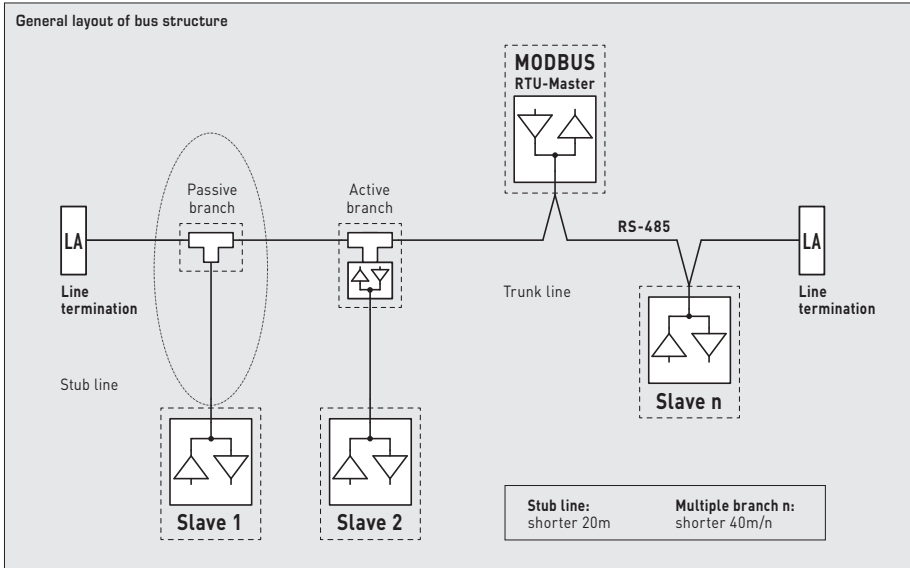 General layout of bus structure
MODBUS
RTU-Master
Passive
branch
Active
branch
LA
RS-485
LA
Line
termination
Trunk line
Line
termination
Stub line
Slave n
Slave 1
Slave 2
Stub line:
shorter 20m
Multiple branch n:
shorter 40m/n